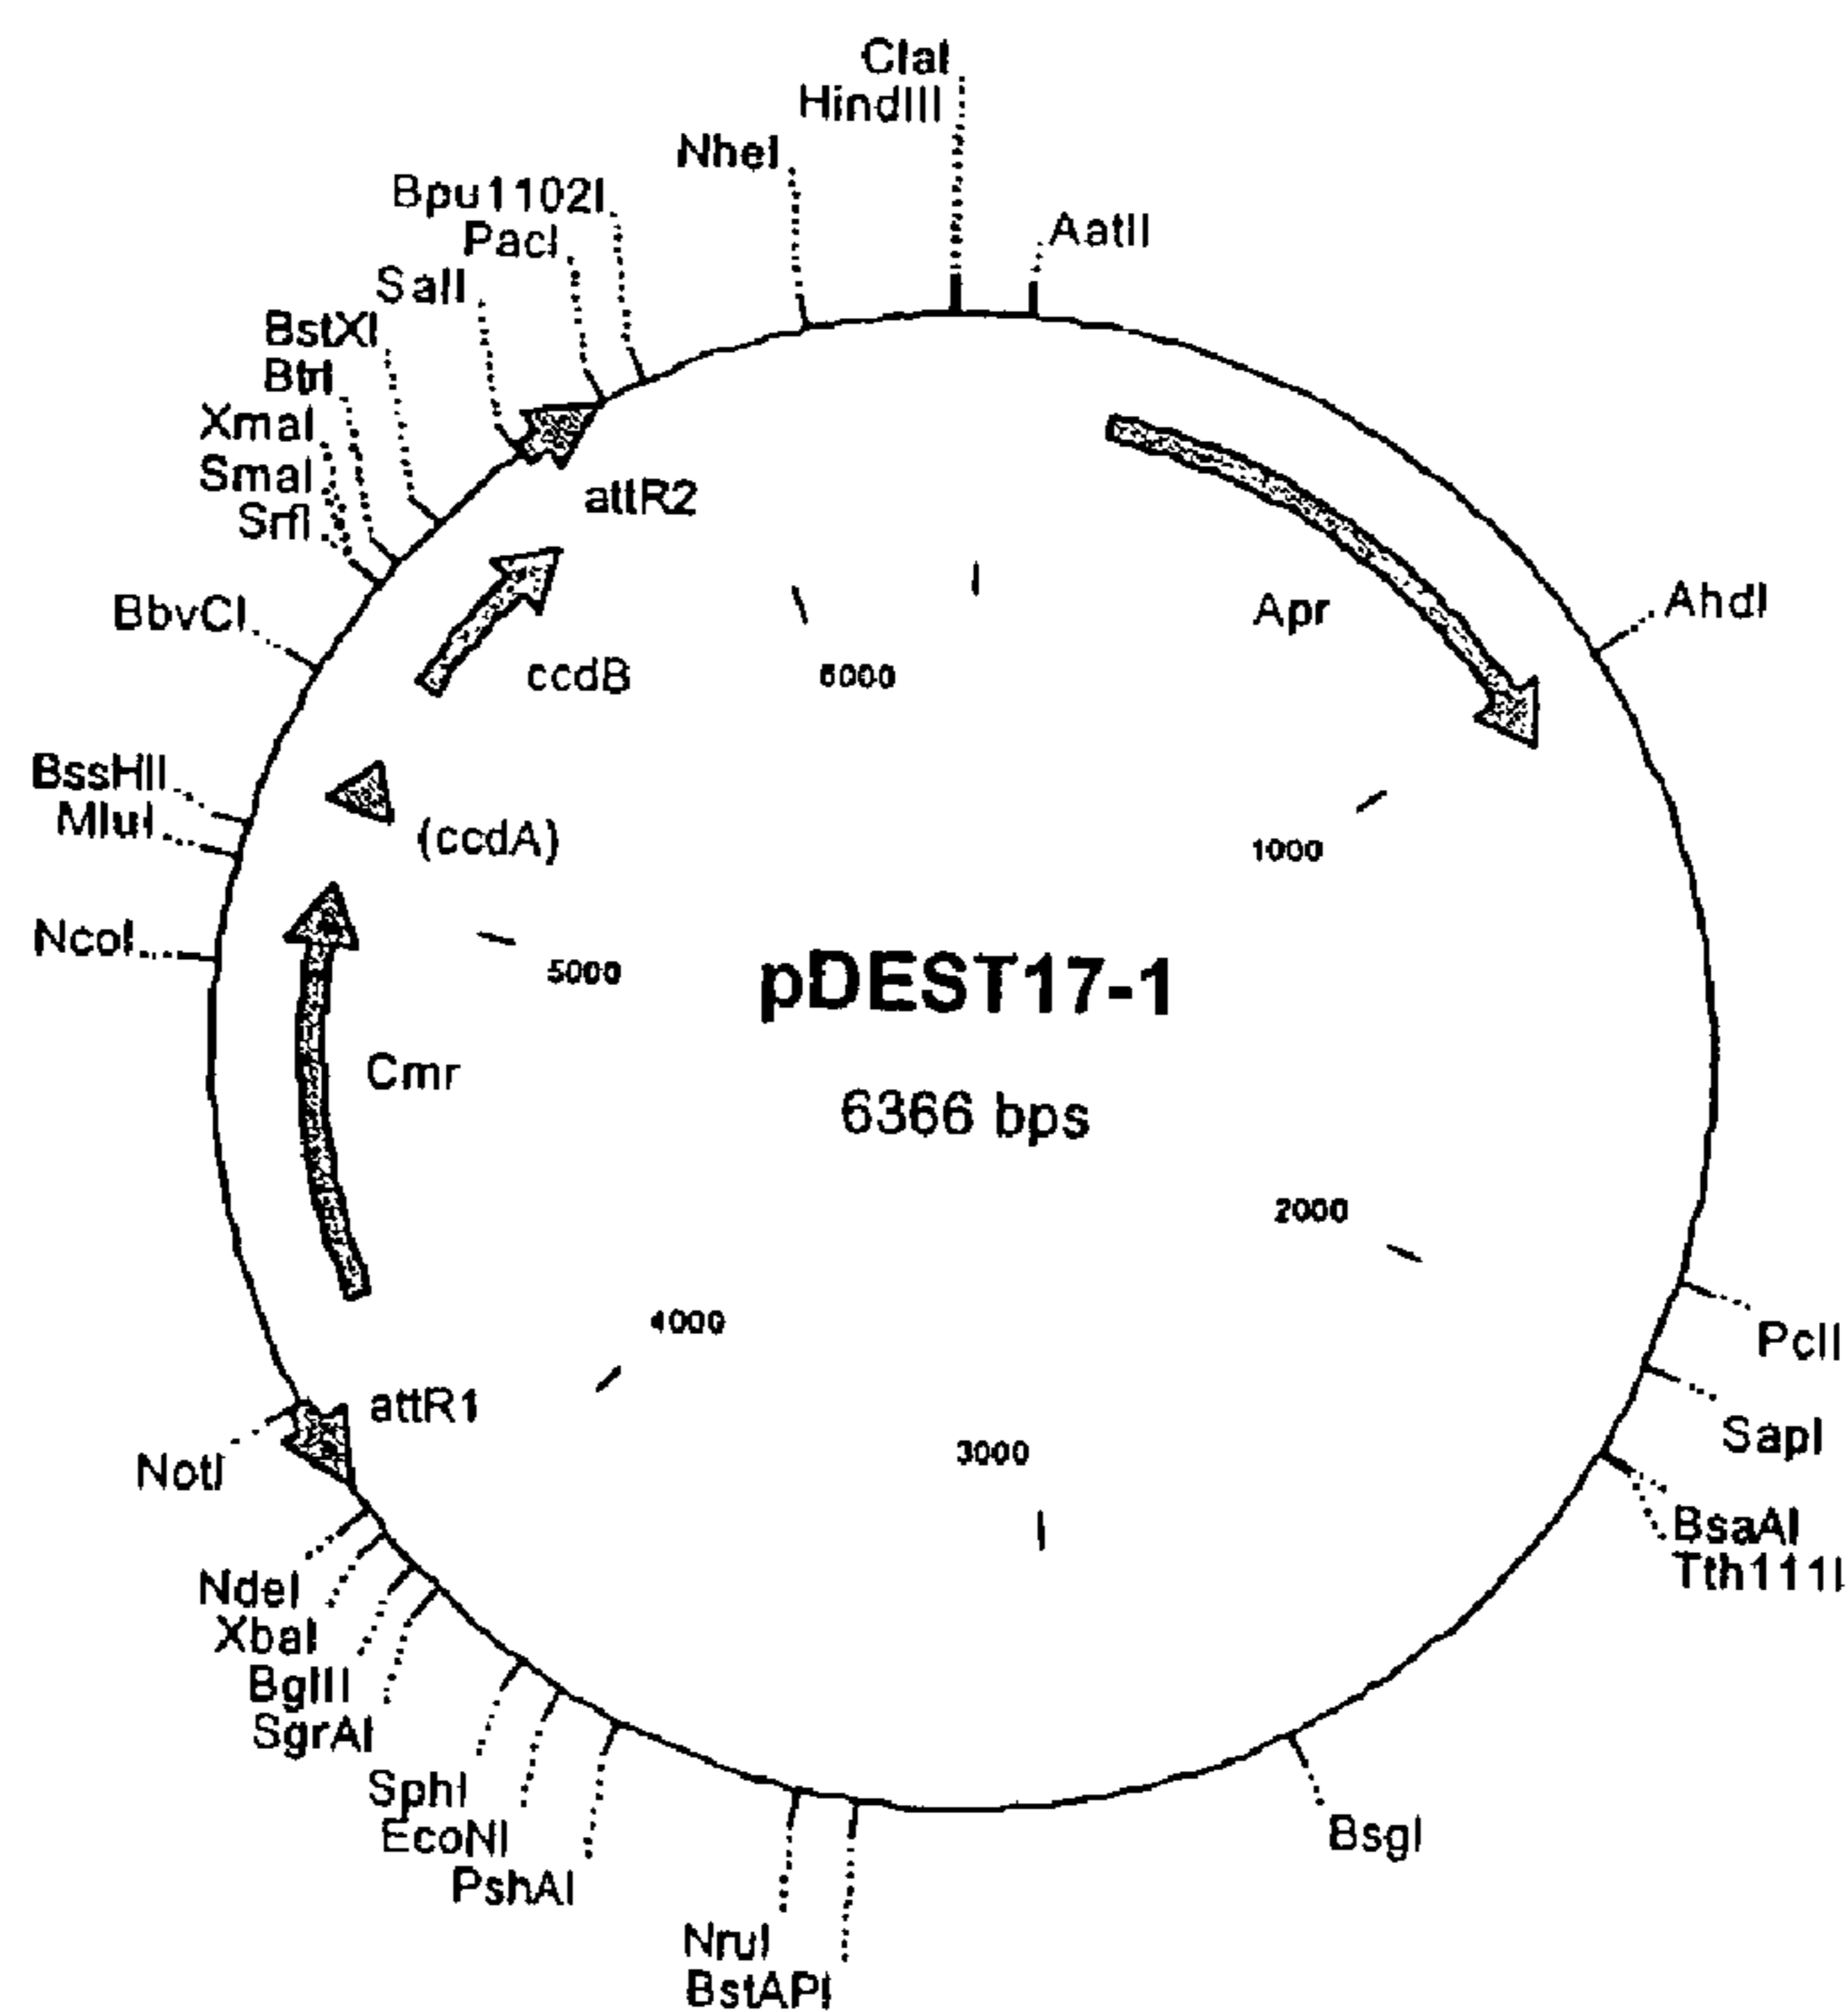 ClaI
HindIII
NheI
Bpu1102I
PacI
AatII
SalI
BstXI
BtrI
XmaI
SmaI
SrfI
attR2
BbvCI
Apr
AhdI
ccdB
6000
BssHII
MluI
(ccdA)
1000
NcoI
5000
pDEST17-1
Cmr
6366 bps
2000
4000
PclI
attR1
SapI
3000
NotI
BsaAI
Tth111I
NdeI
XbaI
BglII
SgrAI
SphI
EcoNI
PshAI
BsgI
NruI
BstAPI